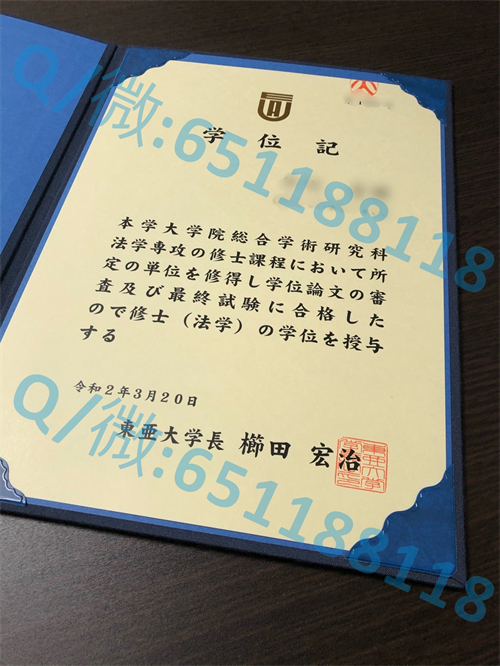 学位記
本学大学院総合学術研究科
法学専攻の修士課程において所
定の単位を修得し学位論文の審
査及び最終試験に合格した
ので修士（法学）の学位を授与
する
令和2年3月20日
東亜大学長 櫛田 宏治
Q/微:651188118
Q/微:651188118